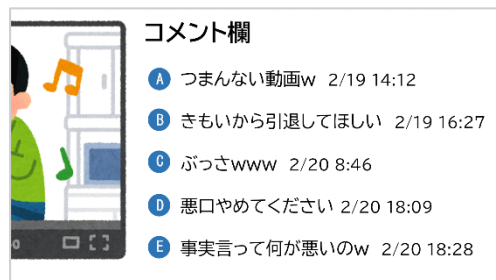 コメント欄
A つまんない動画w 2/19 14:12
B きもいから引退してほしい 2/19 16:27
C ぶっさwww 2/20 8:46
D 悪口やめてください 2/20 18:09
E 事実言って何が悪いのw 2/20 18:28